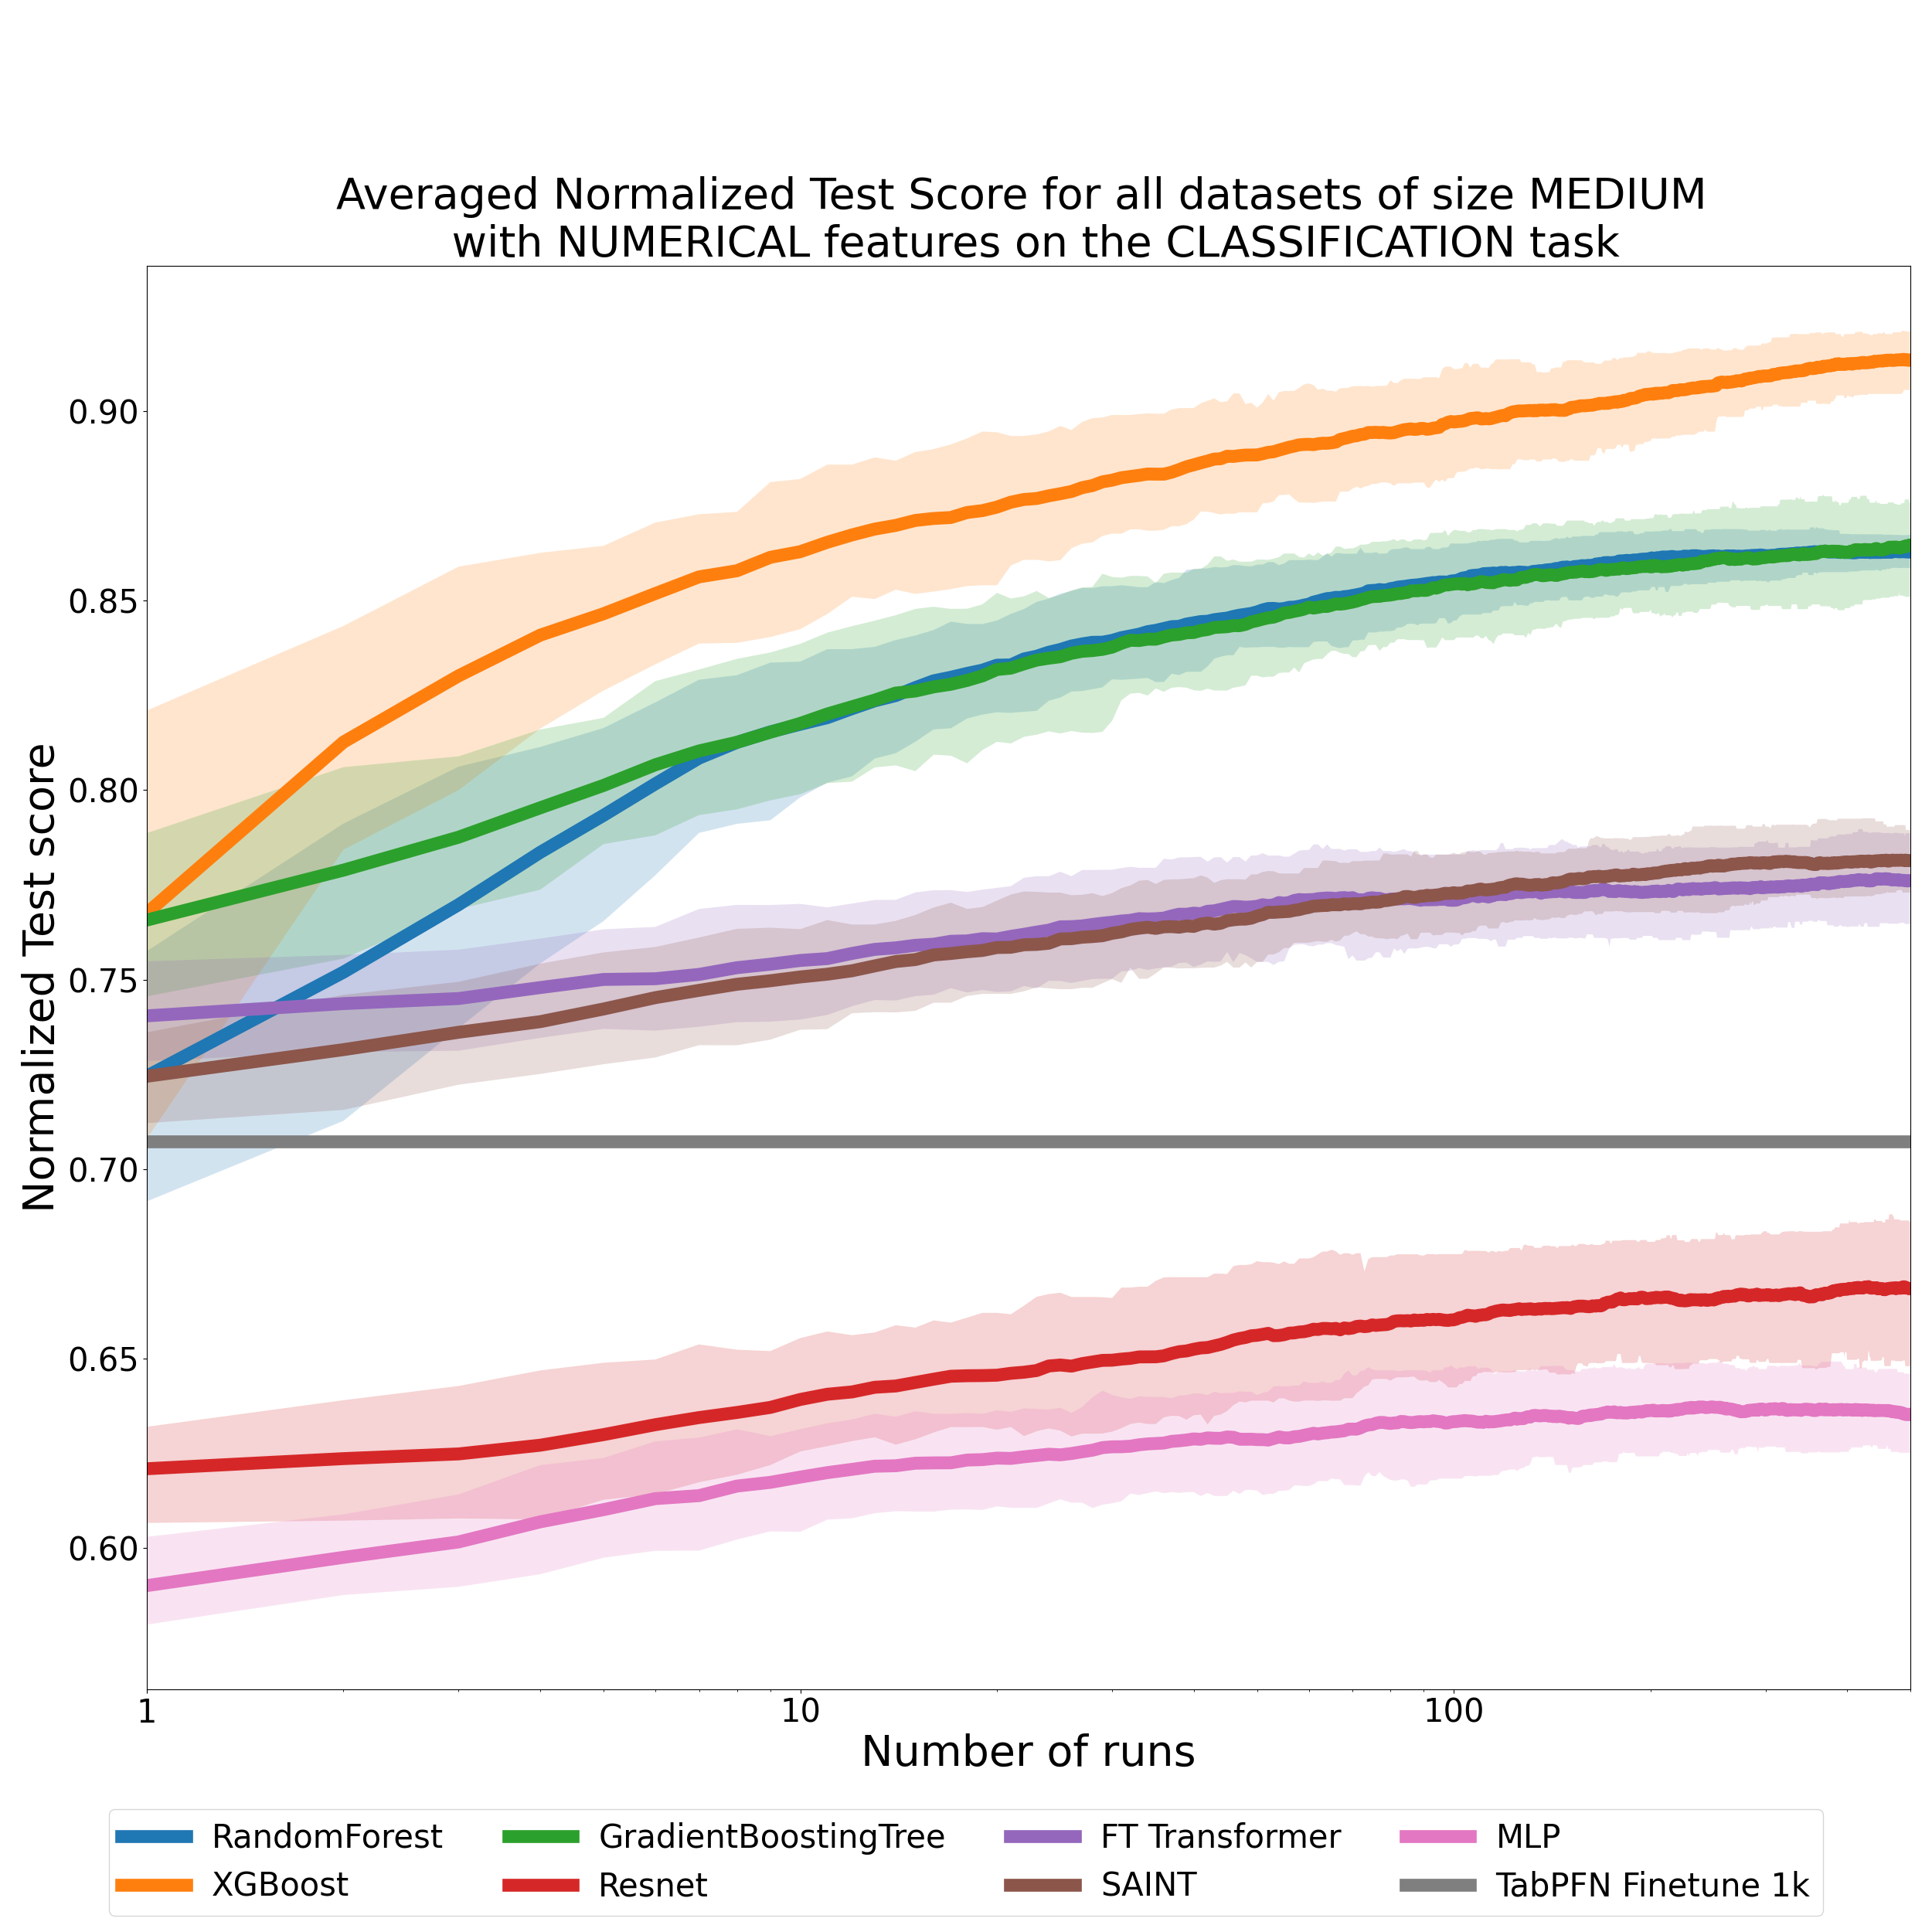 Averaged Normalized Test Score for all datasets of size MEDIUM
with NUMERICAL features on the CLASSIFICATION task
Normalized Test score
0.90
0.85
0.80
0.75
0.70
0.65
0.60
1
10
100
Number of runs
RandomForest
XGBoost
GradientBoostingTree
Resnet
FT Transformer
SAINT
MLP
TabPFN Finetune 1k